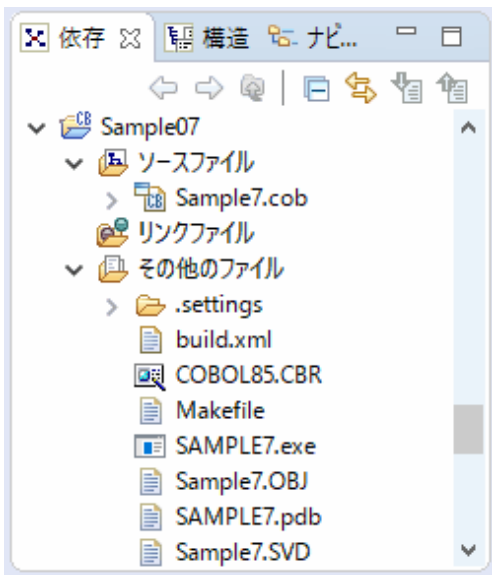 依存 構造 ナビ...
Sample07
ソースファイル
Sample7.cob
リンクファイル
その他のファイル
.settings
build.xml
COBOL85.CBR
Makefile
SAMPLE7.exe
Sample7.OBJ
SAMPLE7.pdb
Sample7.SVD